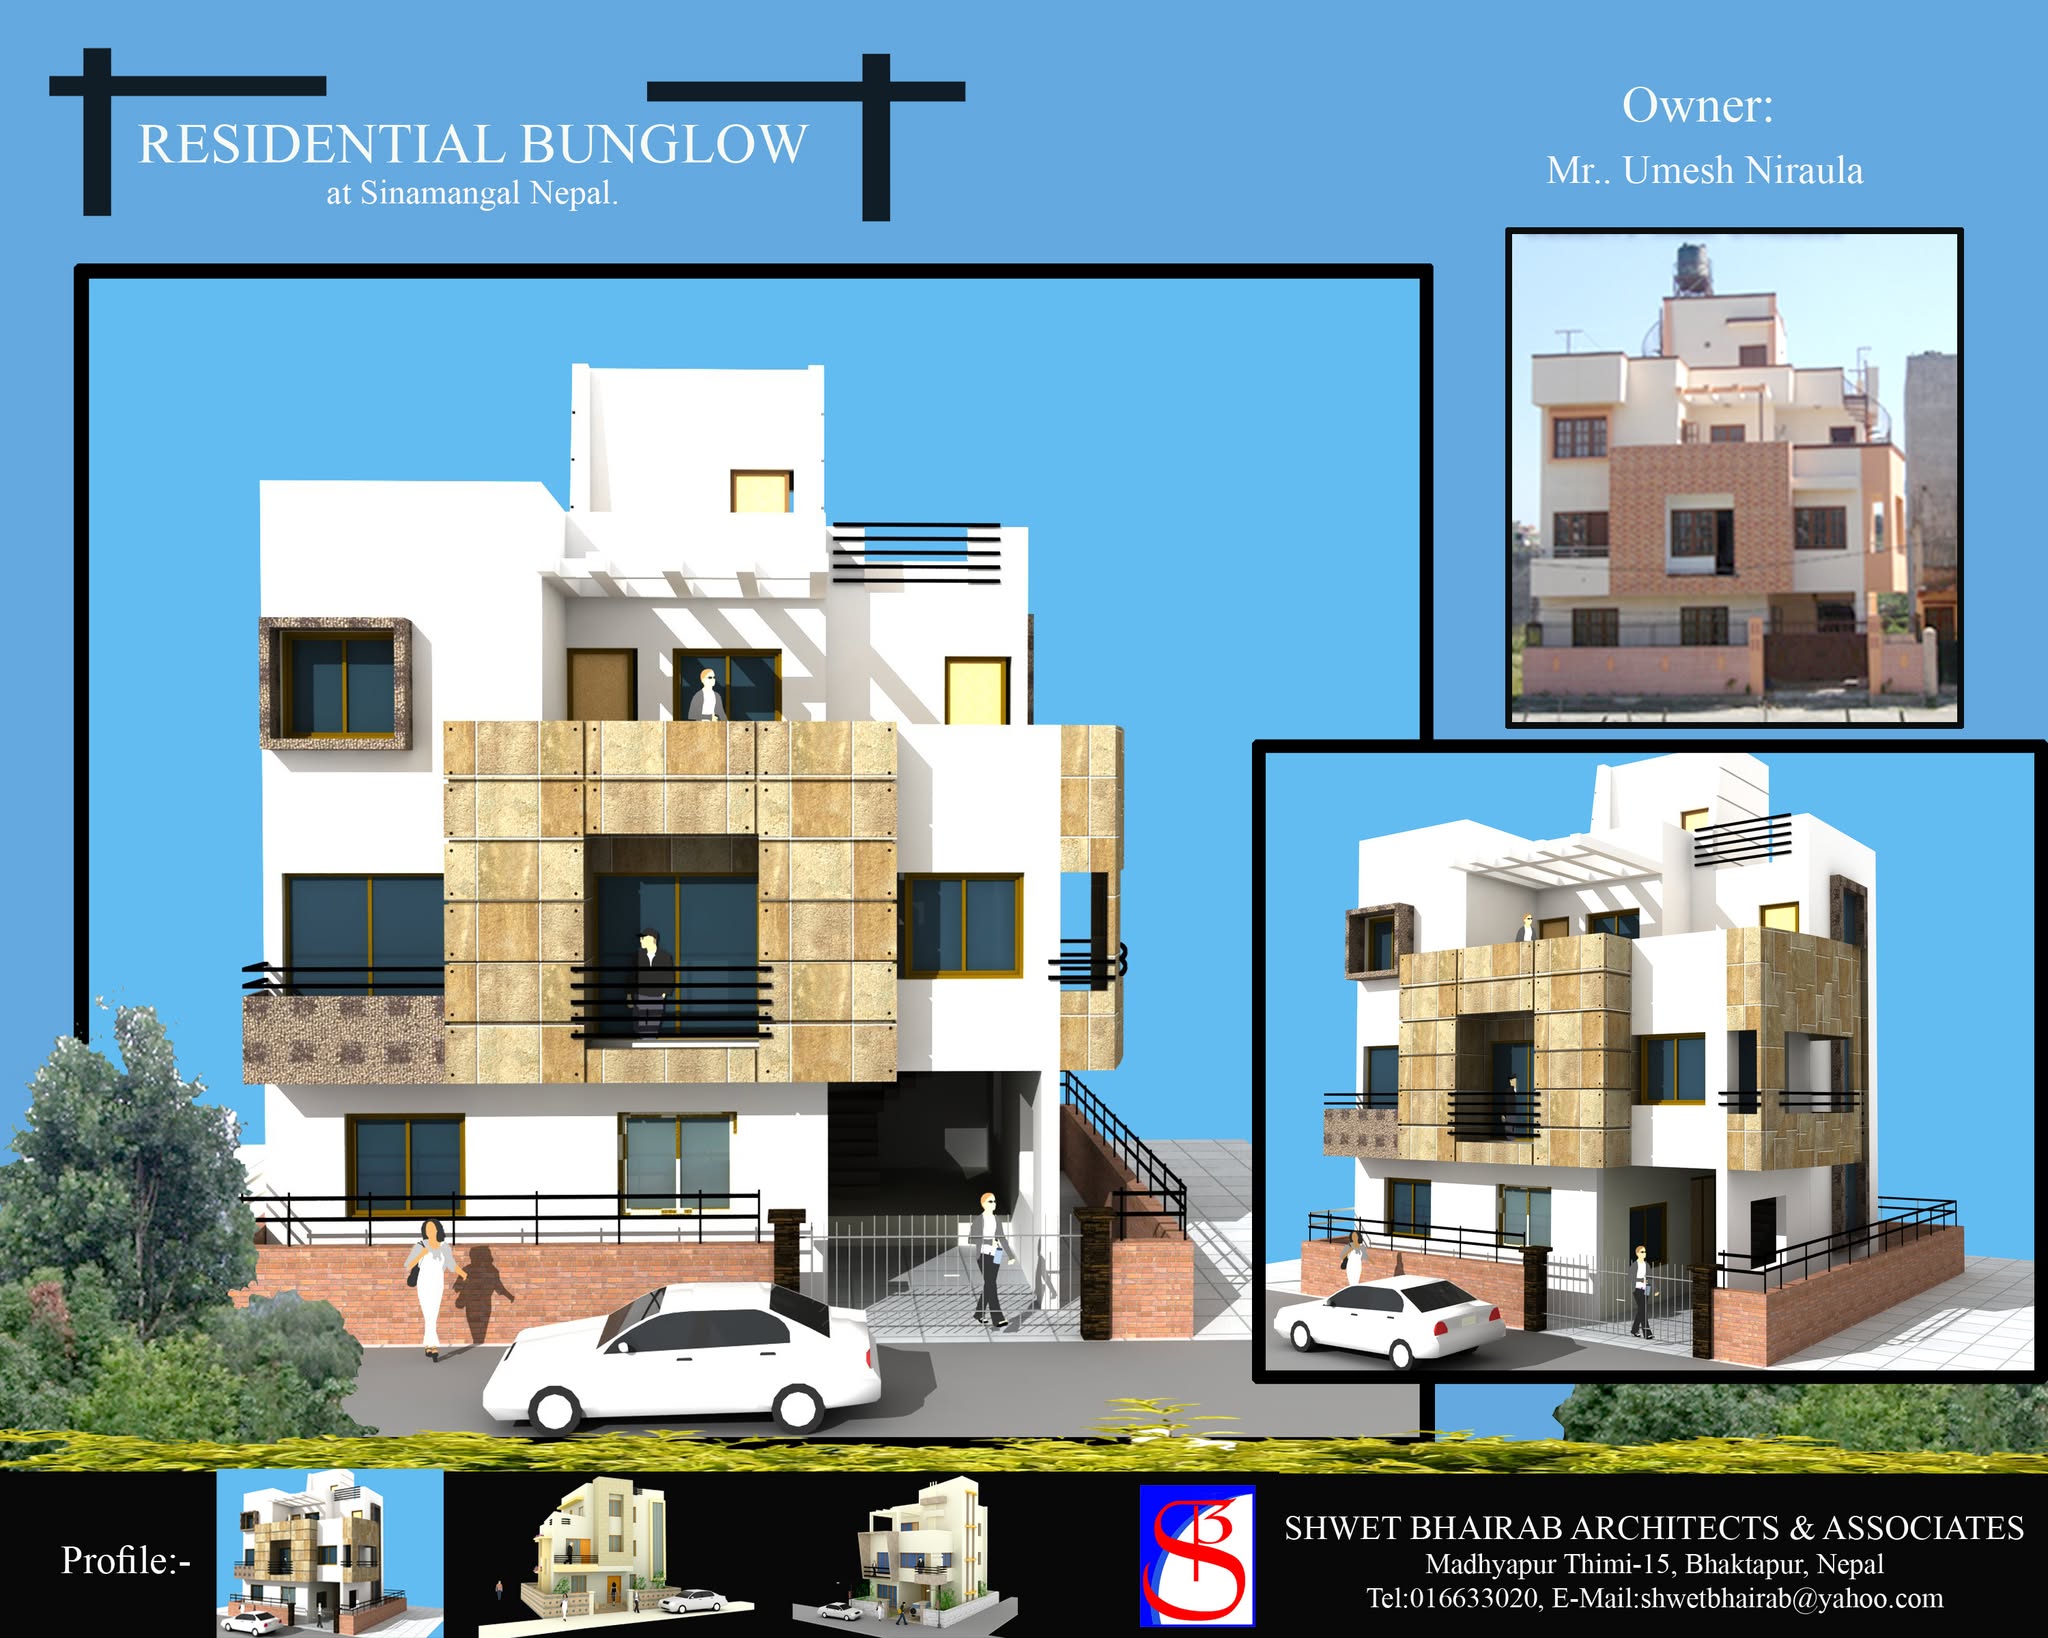 RESIDENTIAL BUNGLOW
at Sinamangal Nepal.
Owner:
Mr.. Umesh Niraula
Profile:-
SB
SHWET BHAIRAB ARCHITECTS & ASSOCIATES
Madhyapur Thimi-15, Bhaktapur, Nepal
Tel:016633020, E-Mail:shwetbhairab@yahoo.com